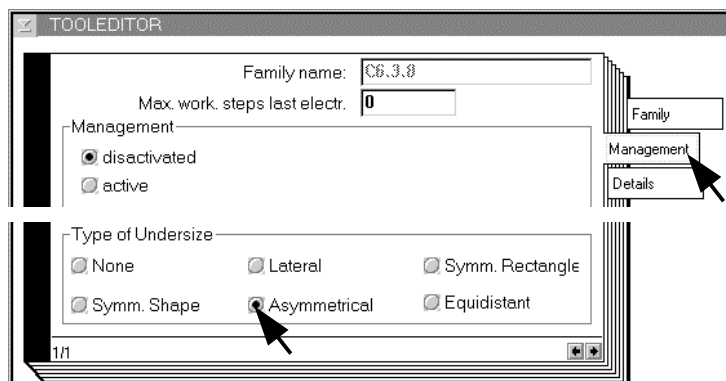 TOOLEDITOR
Family name: C6.3.8
Max. work. steps last electr. 0
Management
disactivated
active
Type of Undersize
None Lateral Symm. Rectangle
Symm. Shape Asymmetrical Equidistant
1/1
Family
Management
Details